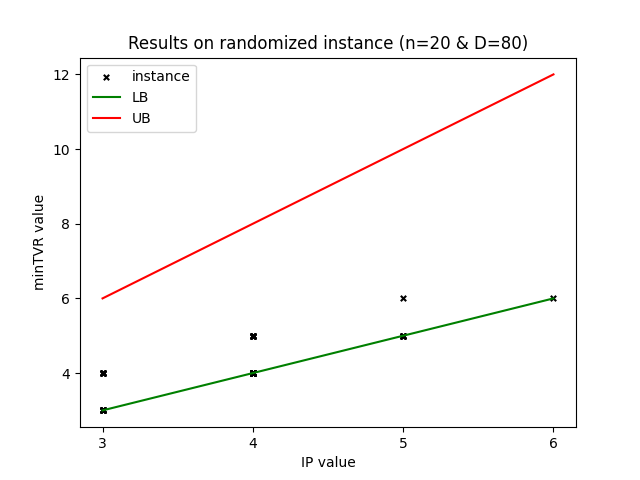 Results on randomized instance (n=20 & D=80)
instance
LB
UB
minTVR value
12
10
8
6
4
3
4
5
6
IP value